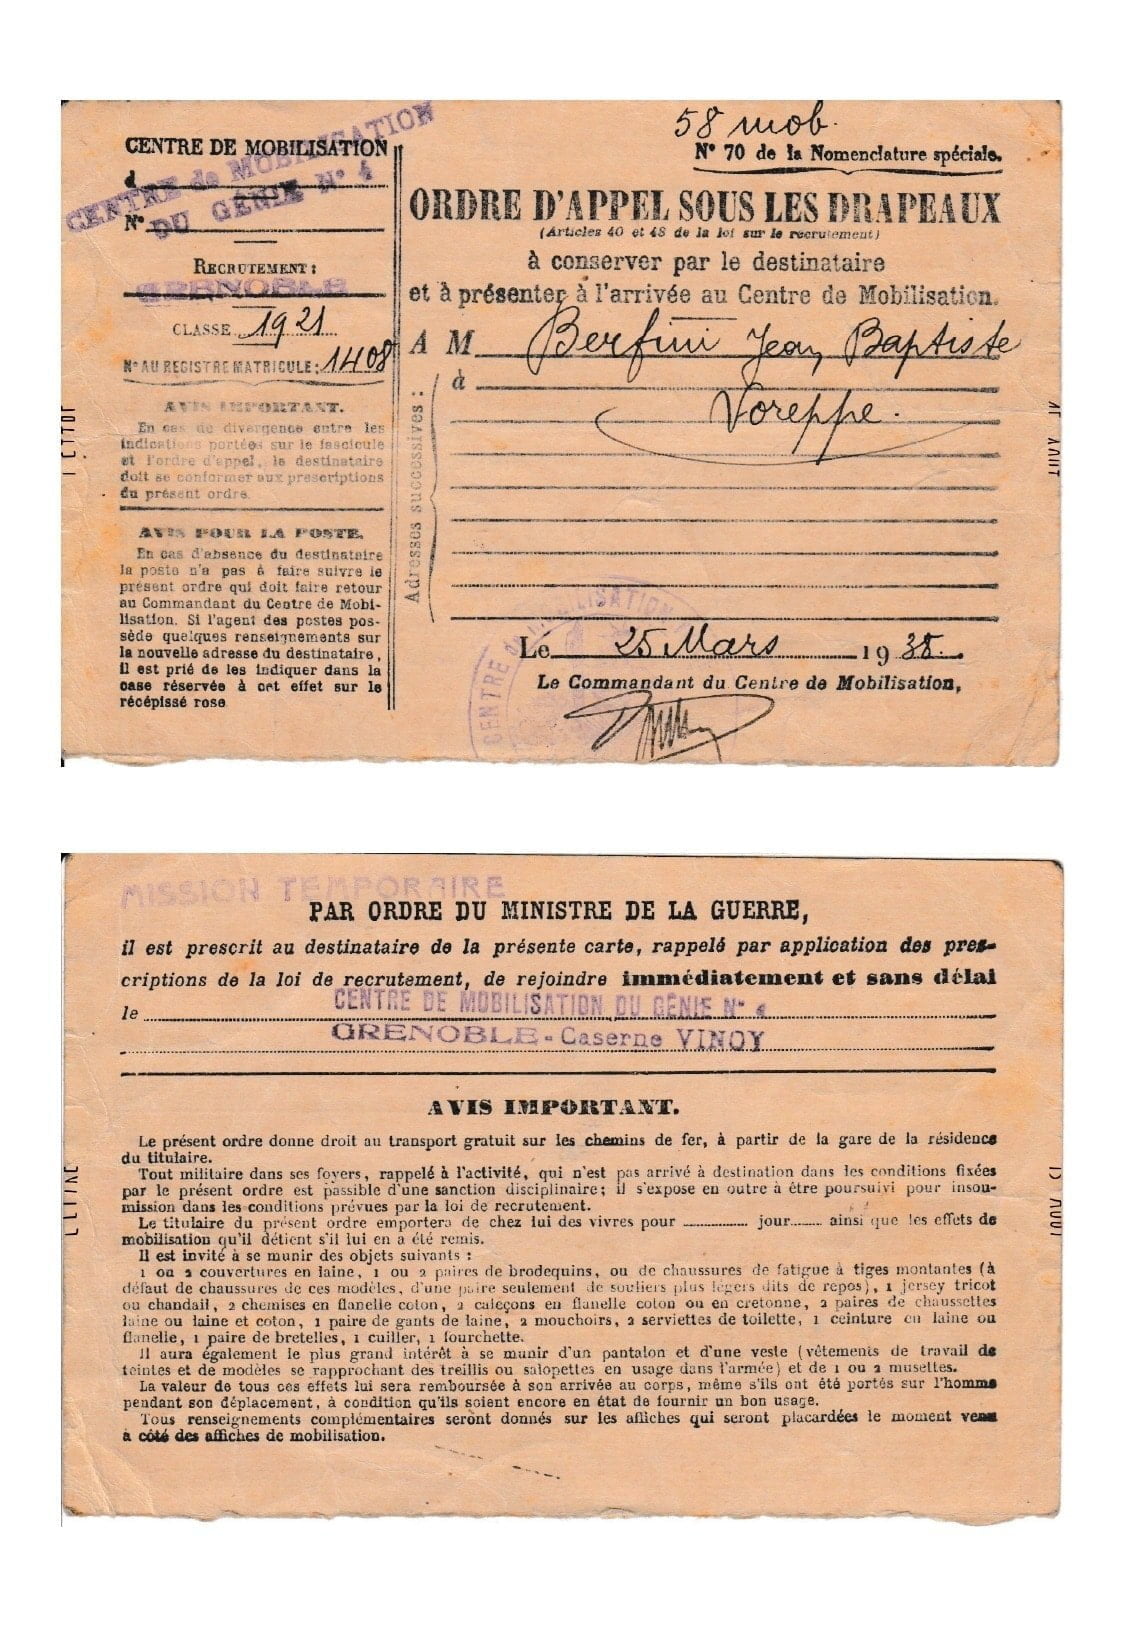 58 mob.
N° 70 de la Nomenclature spéciale.
CENTRE DE MOBILISATION
d
N°
CENTRE de MOBILISATION
DU GÉNIE N° 4
RECRUTEMENT :
GRENOBLE
CLASSE 1921
N° AU REGISTRE MATRICULE : 1408
AVIS IMPORTANT.
En cas de divergence entre les
indications portées sur le fascicule
et l'ordre d'appel, le destinataire
doit se conformer aux prescriptions
du présent ordre.
AVIS POUR LA POSTE.
En cas d'absence du destinataire
la poste n'a pas à faire suivre le
présent ordre qui doit faire retour
au Commandant du Centre de Mobi-
lisation. Si l'agent des postes pos-
sède quelques renseignements sur
la nouvelle adresse du destinataire,
il est prié de les indiquer dans la
case réservée à cet effet sur le
récépissé rose
ORDRE D'APPEL SOUS LES DRAPEAUX
(Articles 40 et 48 de la loi sur le recrutement)
à conserver par le destinataire
et à présenter à l'arrivée au Centre de Mobilisation.
A M Jean Baptiste
à
Voreppe.
Adresses successives :
CENTRE MOBILISATION
Le 25 Mars 1938.
Le Commandant du Centre de Mobilisation,
MISSION TEMPORAIRE
PAR ORDRE DU MINISTRE DE LA GUERRE,
il est prescrit au destinataire de la présente carte, rappelé par application des pres-
criptions de la loi de recrutement, de rejoindre immédiatement et sans délai
le CENTRE DE MOBILISATION DU GÉNIE N° 4
GRENOBLE - Caserne VINOY
AVIS IMPORTANT.
Le présent ordre donne droit au transport gratuit sur les chemins de fer, à partir de la gare de la résidence
du titulaire.
Tout militaire dans ses foyers, rappelé à l'activité, qui n'est pas arrivé à destination dans les conditions fixées
par le présent ordre est passible d'une sanction disciplinaire; il s'expose en outre à être poursuivi pour insou-
mission dans les conditions prévues par la loi de recrutement.
Le titulaire du présent ordre emportera de chez lui des vivres pour jour ainsi que les effets de
mobilisation qu'il détient s'il lui en a été remis.
Il est invité à se munir des objets suivants :
1 ou 2 couvertures en laine, 1 ou 2 paires de brodequins, ou de chaussures de fatigue à tiges montantes (à
défaut de chaussures de ces modèles, d'une paire seulement de souliers plus légers dits de repos), 1 jersey tricot
ou chandail, 2 chemises en flanelle coton, 2 caleçons en flanelle coton ou en cretonne, 2 paires de chaussettes
laine ou laine et coton, 1 paire de gants de laine, 2 mouchoirs, 2 serviettes de toilette, 1 ceinture en laine ou
flanelle, 1 paire de bretelles, 1 cuiller, 1 fourchette.
Il aura également le plus grand intérêt à se munir d'un pantalon et d'une veste (vêtements de travail de
teintes et de modèles se rapprochant des treillis ou salopettes en usage dans l'armée) et de 1 ou 2 musettes.
La valeur de tous ces effets lui sera remboursée à son arrivée au corps, même s'ils ont été portés sur l'homme
pendant son déplacement, à condition qu'ils soient encore en état de fournir un bon usage.
Tous renseignements complémentaires seront donnés sur les affiches qui seront placardées le moment venu
à côté des affiches de mobilisation.